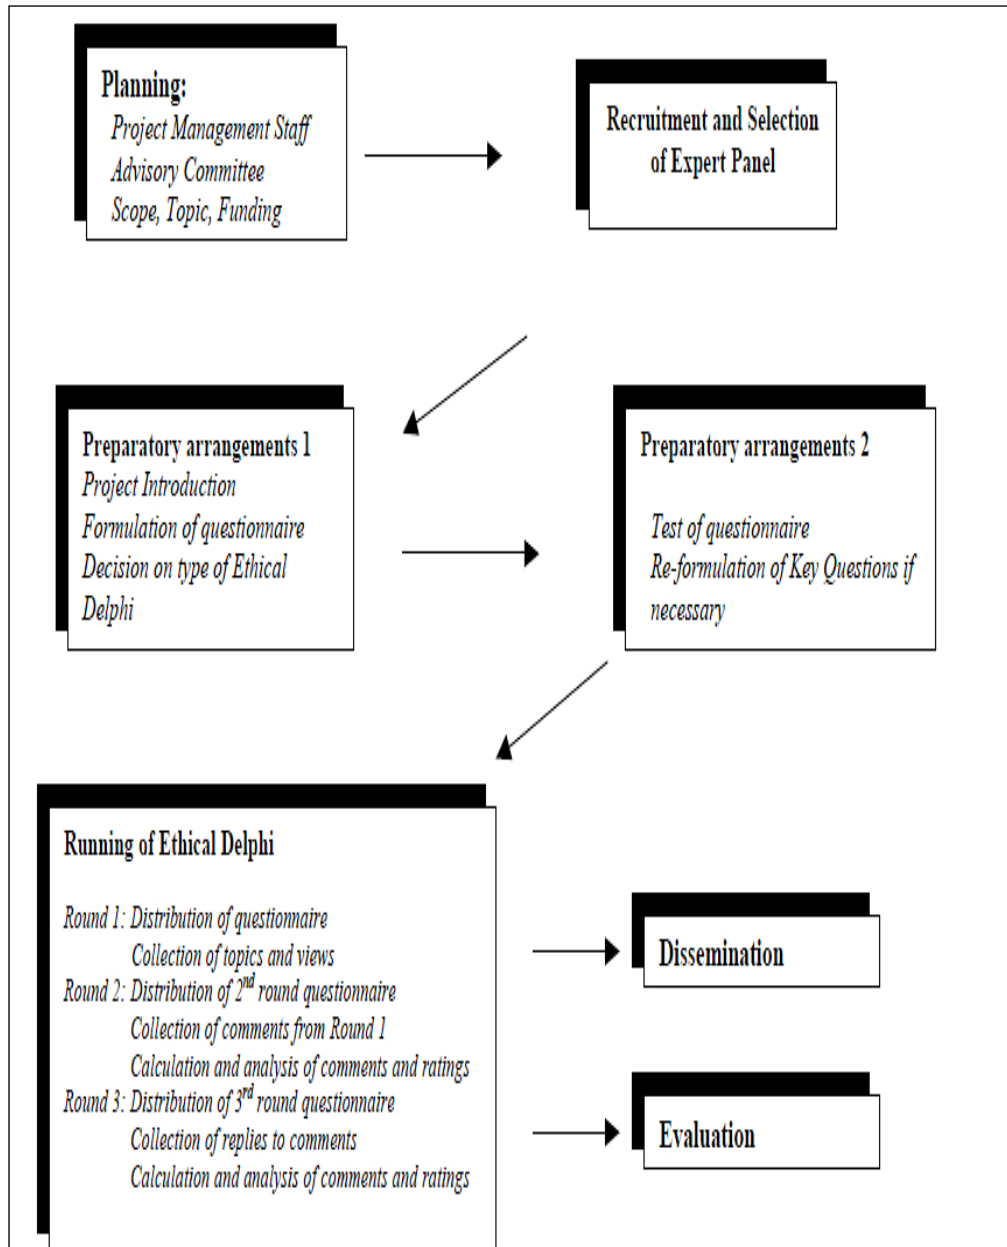 Planning:
Project Management Staff
Advisory Committee
Scope, Topic, Funding
Recruitment and Selection
of Expert Panel
Preparatory arrangements 1
Project Introduction
Formulation of questionnaire
Decision on type of Ethical
Delphi
Preparatory arrangements 2
Test of questionnaire
Re-formulation of Key Questions if
necessary
Running of Ethical Delphi
Round 1: Distribution of questionnaire
Collection of topics and views
Round 2: Distribution of 2nd round questionnaire
Collection of comments from Round 1
Calculation and analysis of comments and ratings
Round 3: Distribution of 3rd round questionnaire
Collection of replies to comments
Calculation and analysis of comments and ratings
Dissemination
Evaluation